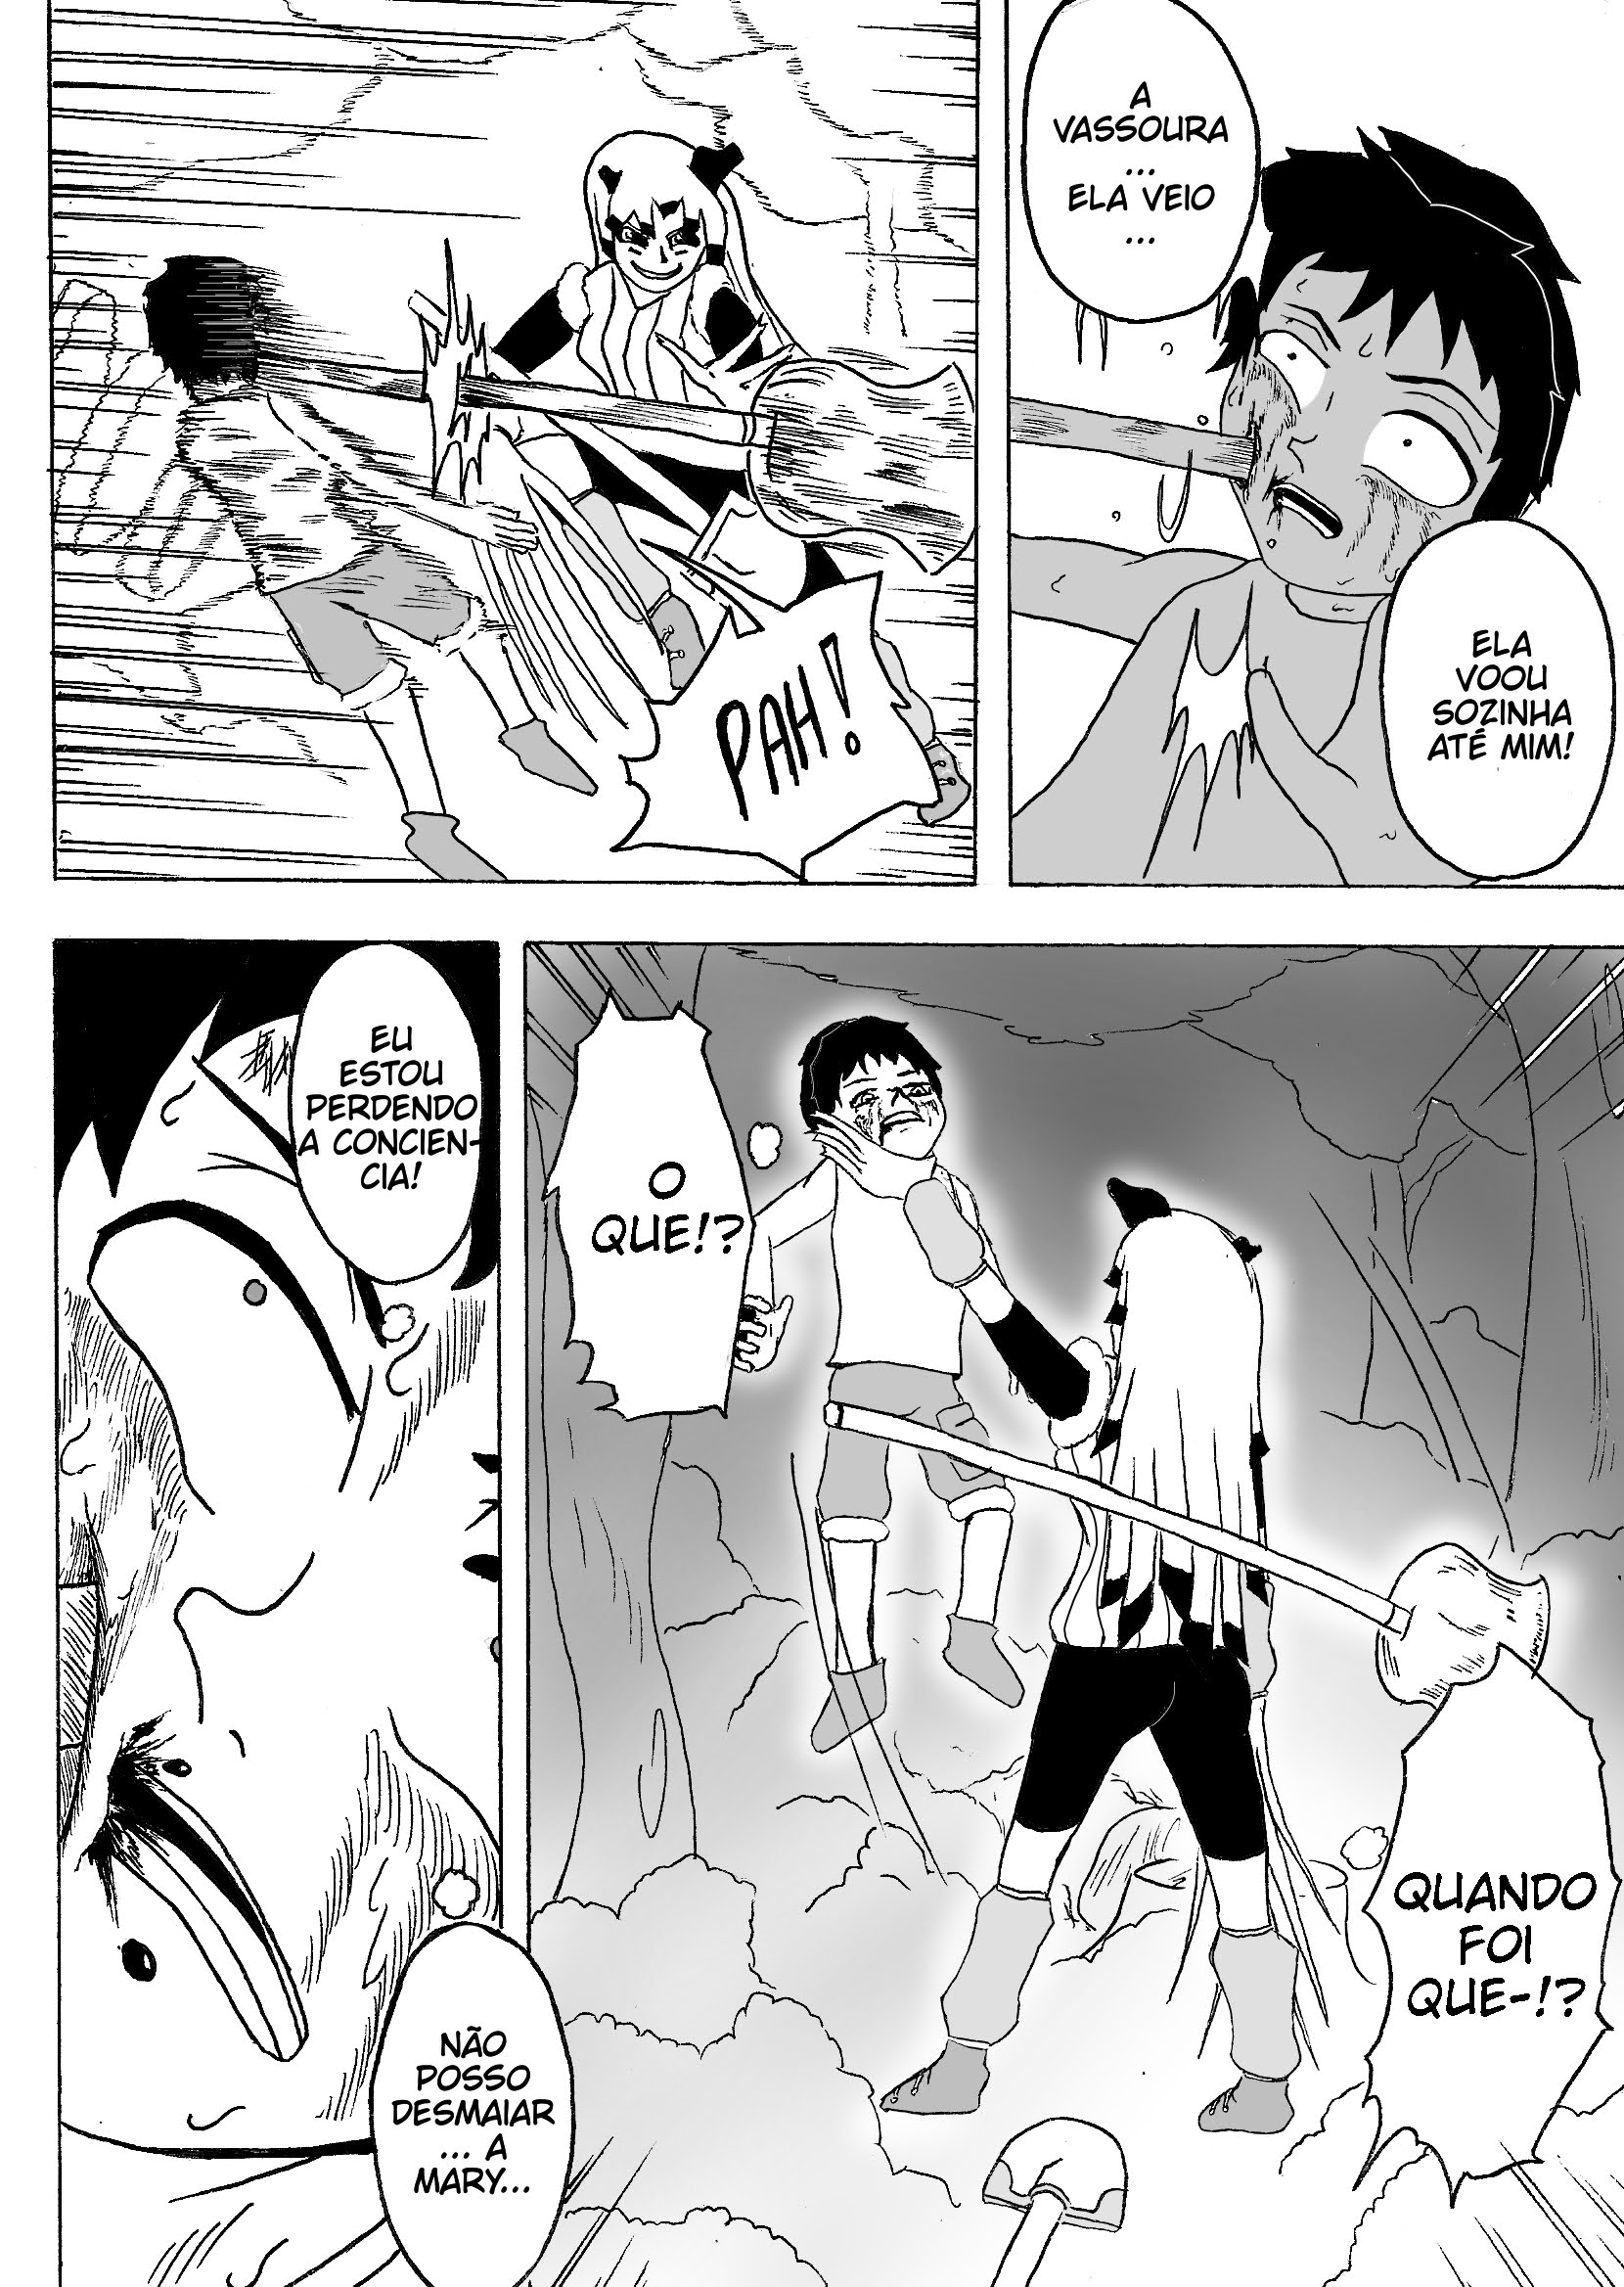 A
VASSOURA
...
ELA VEIO
...
ELA
VOOU
SOZINHA
ATÉ MIM!
PAH!
O
QUE!?
QUANDO
FOI
QUE-!?
EU
ESTOU
PERDENDO
A CONCIEN-
CIA!
NÃO
POSSO
DESMAIAR
... A
MARY...